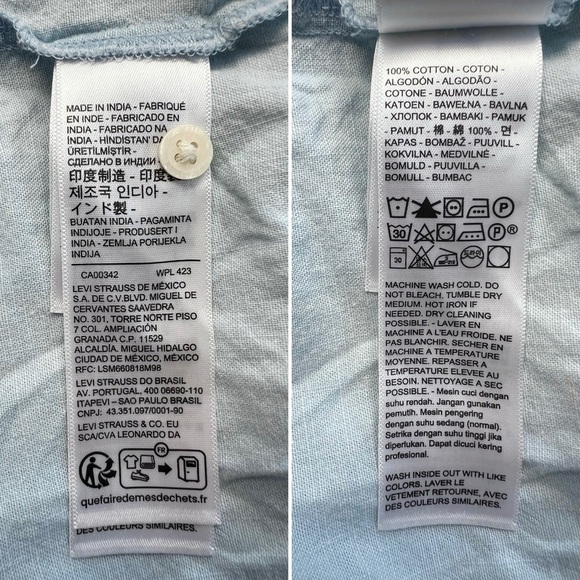 MADE IN INDIA - FABRIQUÉ
EN INDE - FABRICADO EN
INDIA - FABRICADO NA
INDIA - HİNDİSTAN' DA
ÜRETİLMİŞTİR -
СДЕЛАНО В ИНДИИ
印度制造 - 印度
제조국 인디아 -
インド製 -
BUATAN INDIA - PAGAMINTA
INDIJOJE - PRODUSERT I
INDIA - ZEMLJA PORIJEKLA
INDIJA
CA00342 WPL 423
LEVI STRAUSS DE MÉXICO
S.A. DE C.V.BLVD. MIGUEL DE
CERVANTES SAAVEDRA
NO. 301, TORRE NORTE PISO
7 COL. AMPLIACIÓN
GRANADA C.P. 11529
ALCALDÍA. MIGUEL HIDALGO
CIUDAD DE MÉXICO, MÉXICO
RFC: LSM660818M98
LEVI STRAUSS DO BRASIL
AV. PORTUGAL, 400 06690-110
ITAPEVI – SAO PAULO BRASIL
CNPJ: 43.351.097/0001-90
LEVI STRAUSS & CO. EU
SCA/CVA LEONARDO DA
FR
quefairedemesdechets.fr
DES COULEURS SIMILAIRES.
100% COTTON - COTON -
ALGODÓN - ALGODÃO -
COTONE - BAUMWOLLE -
KATOEN - BAWEŁNA - BAVLNA
- ХЛОПОК - BAMBAKI - PAMUK
- PAMUT - 棉 - 綿 100% - 면 -
KAPAS - BOMBAŽ - PUUVILL -
KOKVILNA - MEDVILNĖ -
BOMULD - PUUVILLA -
BOMULL - BUMBAC
P
30 P ®
30
MACHINE WASH COLD. DO
NOT BLEACH. TUMBLE DRY
MEDIUM. HOT IRON IF
NEEDED. DRY CLEANING
POSSIBLE. - LAVER EN
MACHINE A L'EAU FROIDE. NE
PAS BLANCHIR. SECHER EN
MACHINE A TEMPERATURE
MOYENNE. REPASSER A
TEMPERATURE ELEVEE AU
BESOIN. NETTOYAGE A SEC
POSSIBLE. - Mesin cuci dengan
suhu rendah. Jangan gunakan
pemutih. Mesin pengering
dengan suhu sedang (normal).
Setrika dengan suhu tinggi jika
diperlukan. Dapat dicuci kering
profesional.
WASH INSIDE OUT WITH LIKE
COLORS. LAVER LE
VETEMENT RETOURNE, AVEC
DES COULEURS SIMILAIRES.